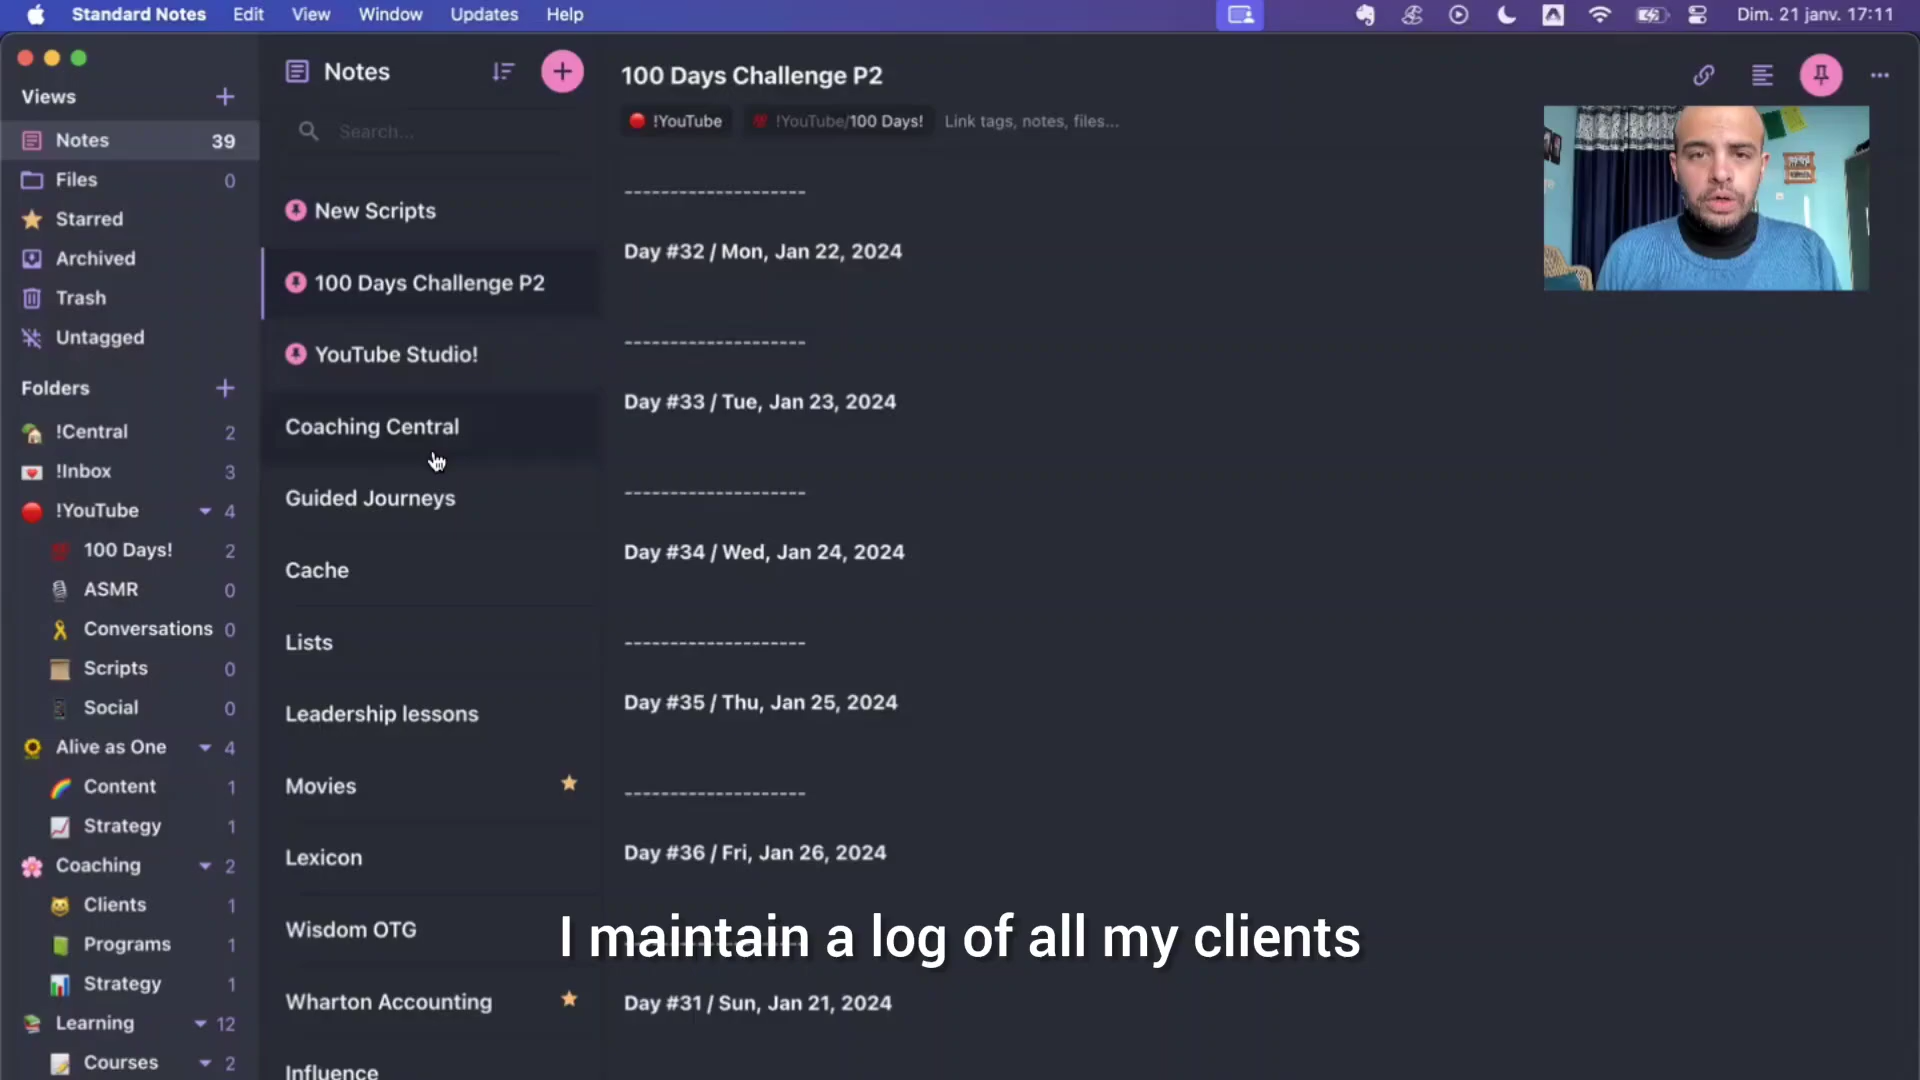 Standard Notes Edit View Window Updates Help
Dim. 21 janv. 17:11
Views
Notes 39
Files 0
Starred
Archived
Trash
Untagged
Folders
!Central 2
!Inbox 3
!YouTube 4
100 Days! 2
ASMR 0
Conversations 0
Scripts 0
Social 0
Alive as One 4
Content 1
Strategy 1
Coaching 2
Clients 1
Programs 1
Strategy 1
Learning 12
Courses 2
Notes
Search...
New Scripts
100 Days Challenge P2
YouTube Studio!
Coaching Central
Guided Journeys
Cache
Lists
Leadership lessons
Movies
Lexicon
Wisdom OTG
Wharton Accounting
Influence
100 Days Challenge P2
!YouTube !YouTube/100 Days! Link tags, notes, files...
--------------------
Day #32 / Mon, Jan 22, 2024
--------------------
Day #33 / Tue, Jan 23, 2024
--------------------
Day #34 / Wed, Jan 24, 2024
--------------------
Day #35 / Thu, Jan 25, 2024
--------------------
Day #36 / Fri, Jan 26, 2024
I maintain a log of all my clients
Day #31 / Sun, Jan 21, 2024